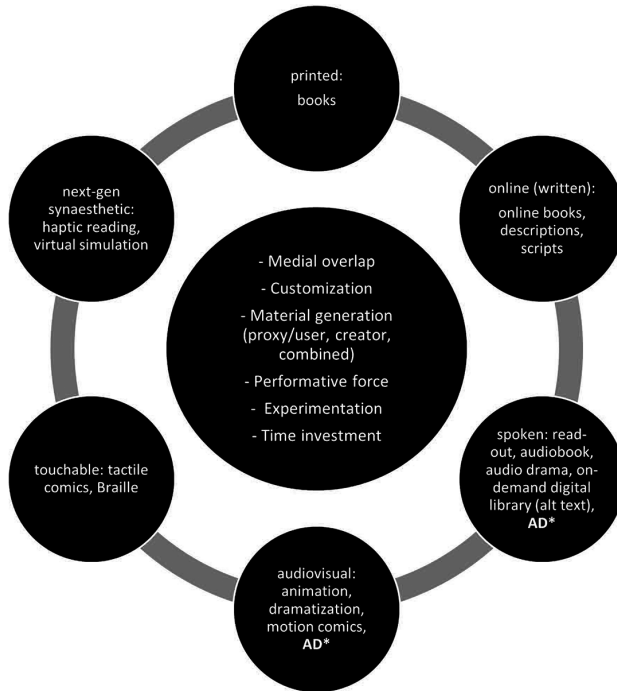 printed:
books
next-gen
synaesthetic:
haptic reading,
virtual simulation
online (written):
online books,
descriptions,
scripts
- Medial overlap
- Customization
- Material generation
(proxy/user, creator,
combined)
- Performative force
- Experimentation
- Time investment
touchable: tactile
comics, Braille
spoken: read-
out, audiobook,
audio drama, on-
demand digital
library (alt text),
AD*
audiovisual:
animation,
dramatization,
motion comics,
AD*